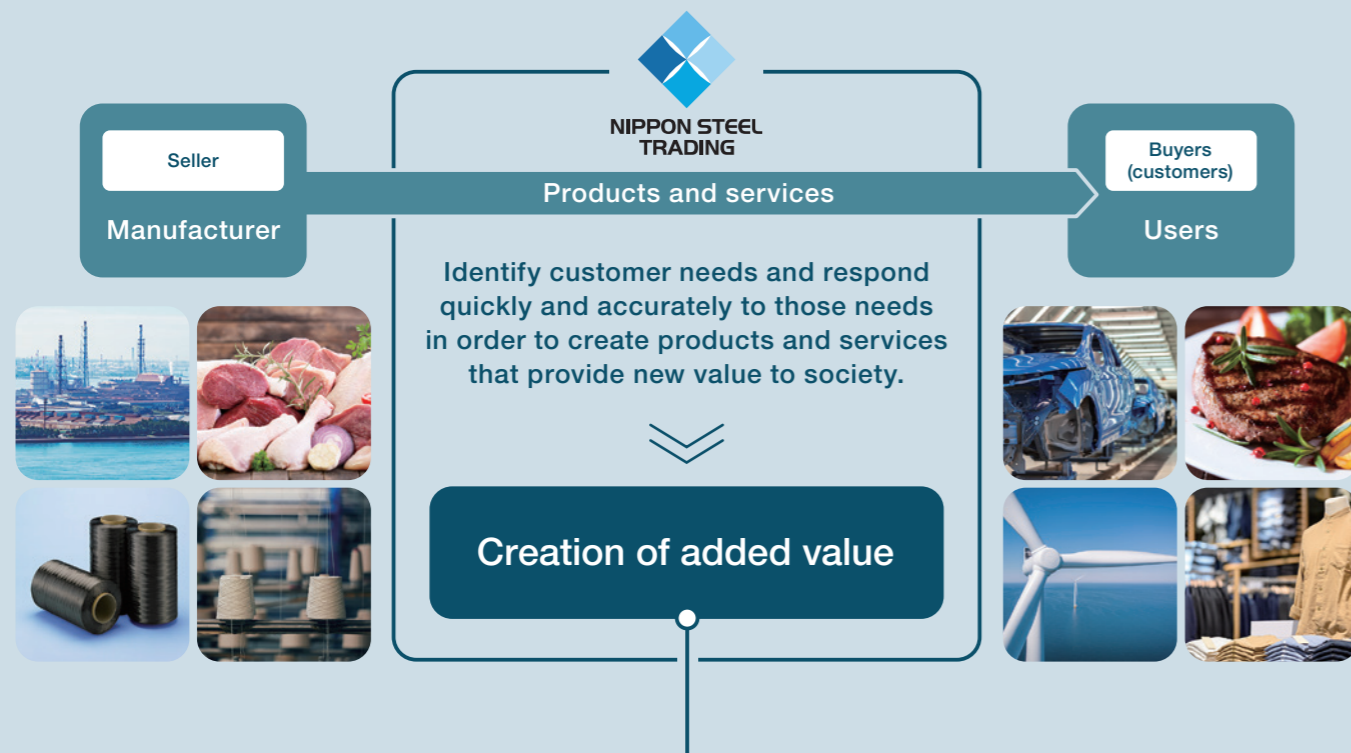 NIPPON STEEL
TRADING
Seller
Manufacturer
Products and services
Buyers
(customers)
Users
Identify customer needs and respond
quickly and accurately to those needs
in order to create products and services
that provide new value to society.
Creation of added value